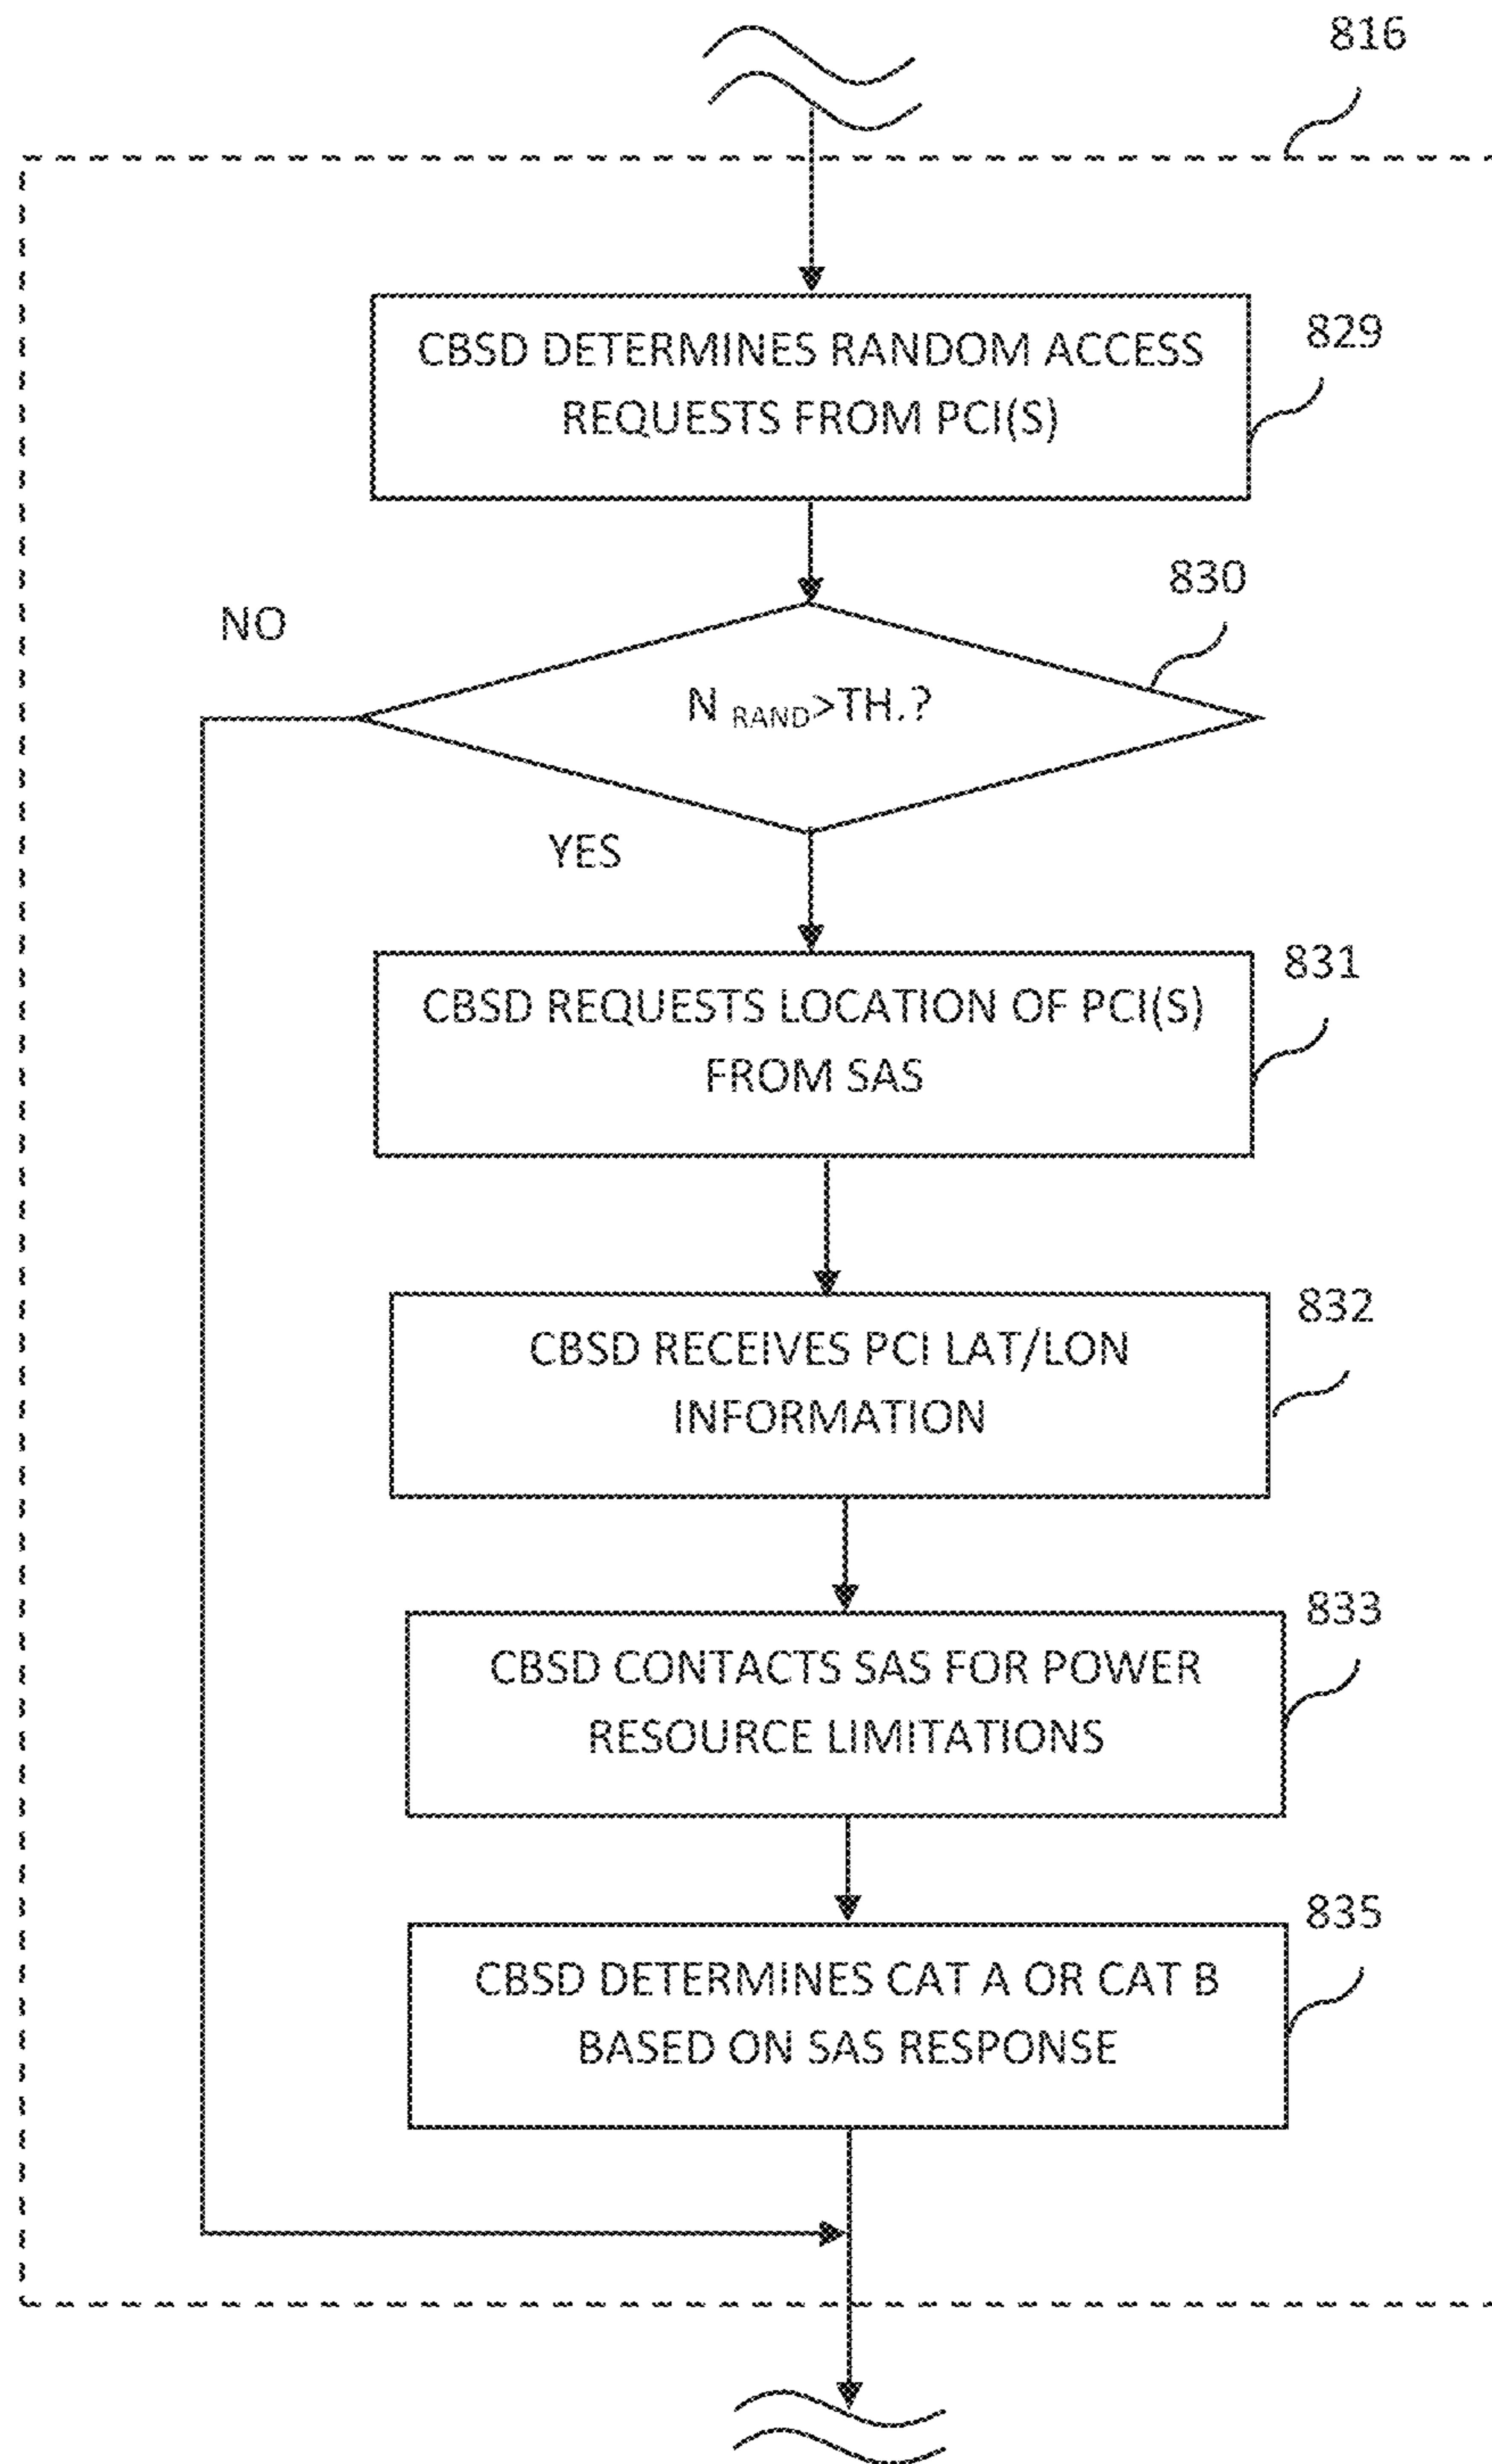 816
CBSD DETERMINES RANDOM ACCESS
REQUESTS FROM PCI(S)
829
830
NO
N RAND>TH.?
YES
831
CBSD REQUESTS LOCATION OF PCI(S)
FROM SAS
832
CBSD RECEIVES PCI LAT/LON
INFORMATION
833
CBSD CONTACTS SAS FOR POWER
RESOURCE LIMITATIONS
835
CBSD DETERMINES CAT A OR CAT B
BASED ON SAS RESPONSE